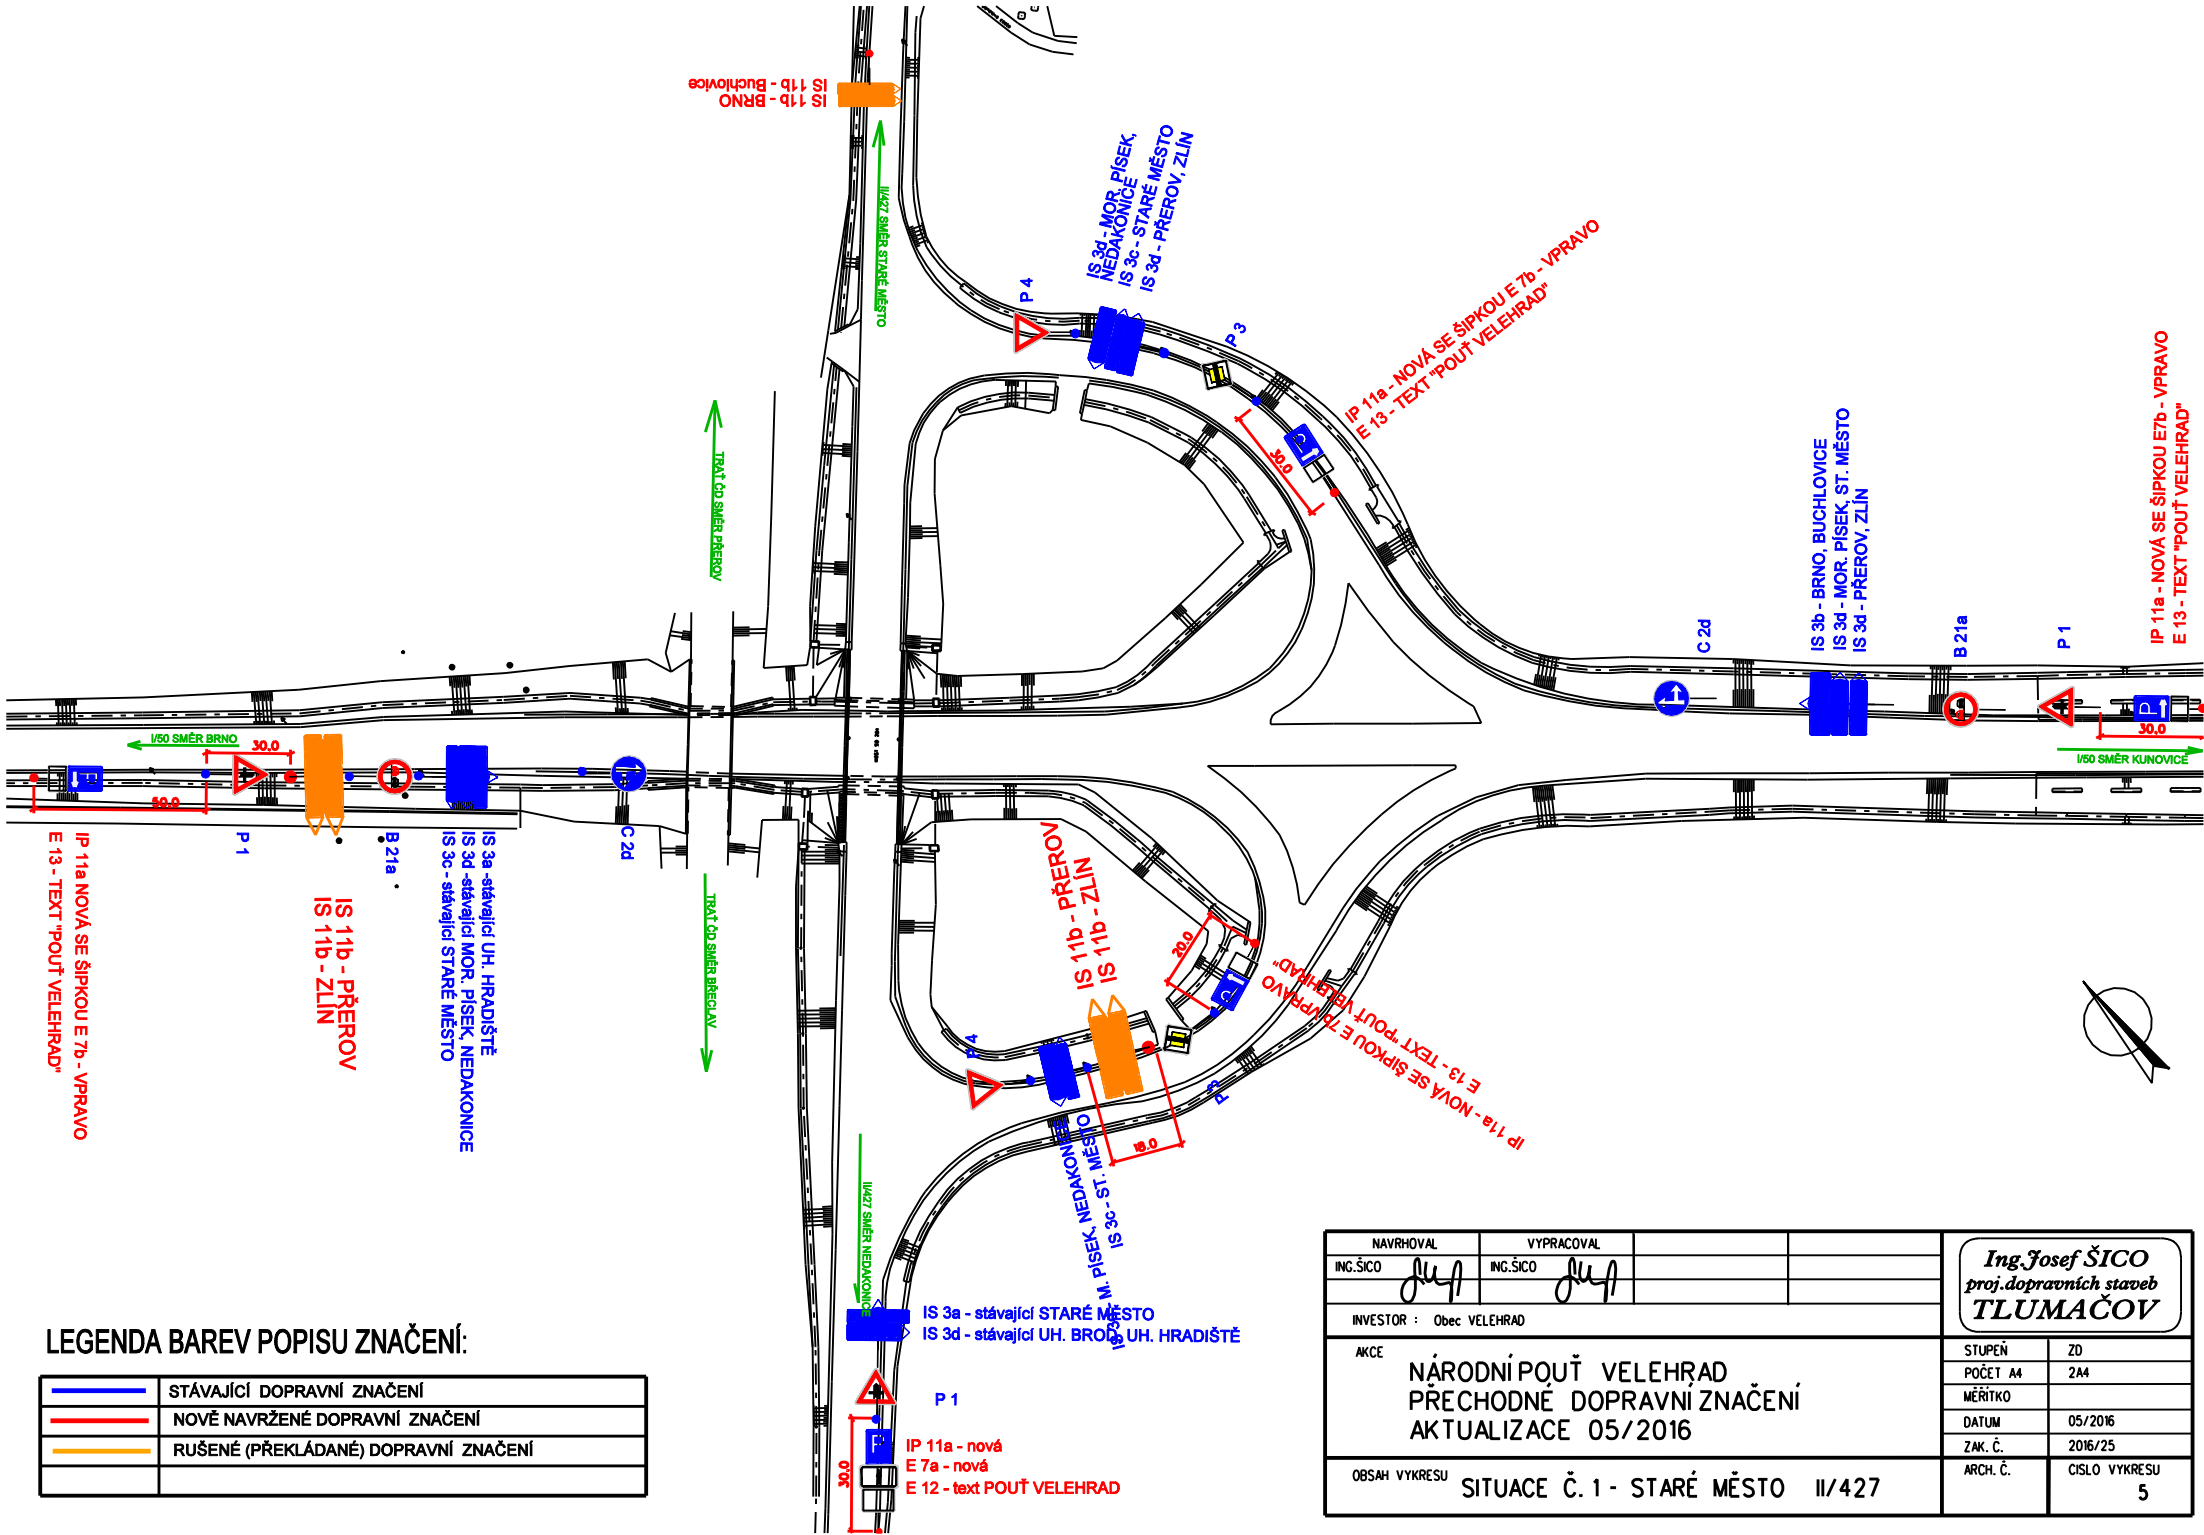 IS 11b - Buchlovice
IS 11b - BRNO
II/427 SMĚR STARÉ MĚSTO
IS 3d - MOR. PÍSEK,
NEDAKONICE
IS 3c - STARÉ MĚSTO
IS 3d - PŘEROV, ZLÍN
P 4
P 3
IP 11a - NOVÁ SE ŠIPKOU E 7b - VPRAVO
E 13 - TEXT "POUŤ VELEHRAD"
30,0
TRAŤ ČD SMĚR PŘEROV
IS 3b - BRNO, BUCHLOVICE
IS 3d - MOR. PÍSEK, ST. MĚSTO
IS 3d - PŘEROV, ZLÍN
C 2d
B 21a
P 1
IP 11a - NOVÁ SE ŠIPKOU E7b - VPRAVO
E 13 - TEXT "POUŤ VELEHRAD"
P
30,0
I/50 SMĚR KUNOVICE
I/50 SMĚR BRNO
30,0
50,0
IP 11a NOVÁ SE ŠIPKOU E 7b - VPRAVO
E 13 - TEXT "POUŤ VELEHRAD"
P 1
IS 11b - PŘEROV
IS 11b - ZLÍN
B 21a
IS 3a -stávající UH. HRADIŠTĚ
IS 3d -stávající MOR. PÍSEK, NEDAKONICE
IS 3c - stávající STARÉ MĚSTO
C 2d
TRAŤ ČD SMĚR BŘECLAV
IS 11b - PŘEROV
IS 11b - ZLÍN
20,0
IP 11a - NOVÁ SE ŠIPKOU E 7b VPRAVO
E 13 - TEXT "POUŤ VELEHRAD"
P 4
P 3
18,0
IS 3d - M. PÍSEK, NEDAKONICE
IS 3c - ST. MĚSTO
II/427 SMĚR NEDAKONICE
IS 3a - stávající STARÉ MĚSTO
IS 3d - stávající UH. BROD, UH. HRADIŠTĚ
P 1
P
IP 11a - nová
E 7a - nová
E 12 - text POUŤ VELEHRAD
30,0
LEGENDA BAREV POPISU ZNAČENÍ:
STÁVAJÍCÍ DOPRAVNÍ ZNAČENÍ
NOVĚ NAVRŽENÉ DOPRAVNÍ ZNAČENÍ
RUŠENÉ (PŘEKLÁDANÉ) DOPRAVNÍ ZNAČENÍ
NAVRHOVAL
VYPRACOVAL
ING.ŠICO
ING.ŠICO
INVESTOR : Obec VELEHRAD
AKCE
NÁRODNÍ POUŤ VELEHRAD
PŘECHODNÉ DOPRAVNÍ ZNAČENÍ
AKTUALIZACE 05/2016
OBSAH VYKRESU
SITUACE Č. 1 - STARÉ MĚSTO II/427
Ing.Josef ŠICO
proj.dopravních staveb
TLUMAČOV
STUPEŇ ZD
POČET A4 2A4
MĚŘÍTKO
DATUM 05/2016
ZAK. Č. 2016/25
ARCH. Č.
CISLO VYKRESU
5